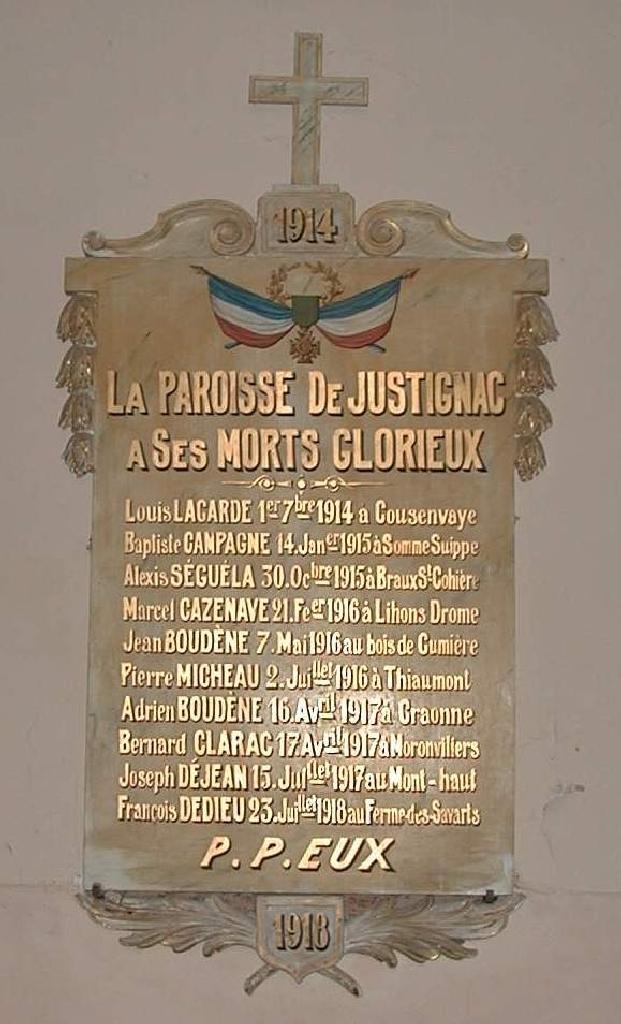 1914
LA PAROISSE DE JUSTIGNAC
A SES MORTS GLORIEUX
Louis LAGARDE 1er 7bre 1914 à Cousenvaye
Baptiste CAMPAGNE 14.Janer 1915 à Somme Suippe
Alexis SÉGUÉLA 30.Ocbre 1915 à Braux St Cohière
Marcel CAZENAVE 21.Feer 1916 à Lihons Drome
Jean BOUDÈNE 7.Mai 1916 au bois de Cumière
Pierre MICHEAU 2.Juillet 1916 à Thiaumont
Adrien BOUDÈNE 16.Avril 1917 à Craonne
Bernard CLARAC 17.Avril 1917 à Moronvillers
Joseph DÉJEAN 15.Juillet 1917 au Mont-haut
François DEDIEU 23.Juillet 1918 au Ferme-des-Savarts
P.P.EUX
1918